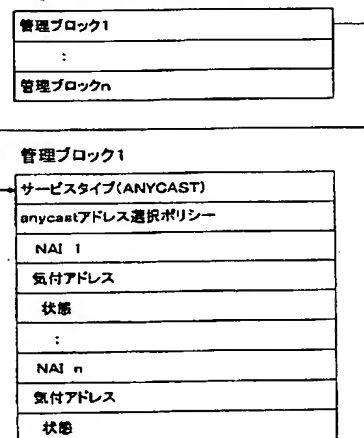 管理ブロック1
:
管理ブロックn
管理ブロック1
サービスタイプ(ANYCAST)
anycastアドレス選択ポリシー
NAI 1
気付アドレス
状態
:
NAI n
気付アドレス
状態